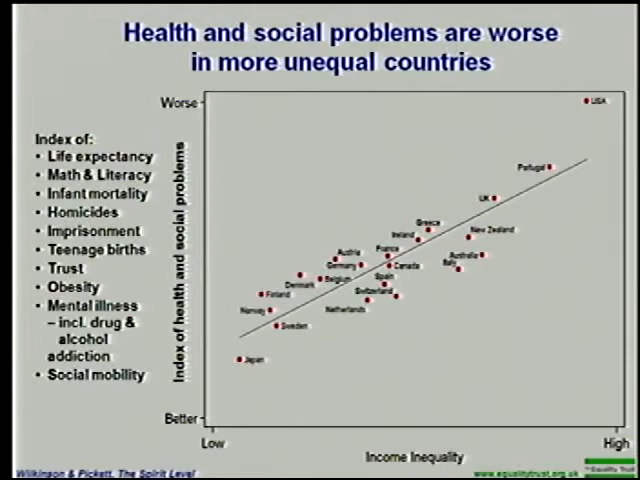 Health and social problems are worse
in more unequal countries
Index of:
• Life expectancy
• Math & Literacy
• Infant mortality
• Homicides
• Imprisonment
• Teenage births
• Trust
• Obesity
• Mental illness
– incl. drug &
alcohol
addiction
• Social mobility
Index of health and social problems
Worse
Better
USA
Portugal
UK
Greece
New Zealand
Ireland
Austria
France
Australia
Germany
Canada
Italy
Belgium
Spain
Denmark
Switzerland
Finland
Netherlands
Norway
Sweden
Japan
Low
High
Income Inequality
Wilkinson & Pickett, The Spirit Level
www.equalitytrust.org.uk
Equality Trust